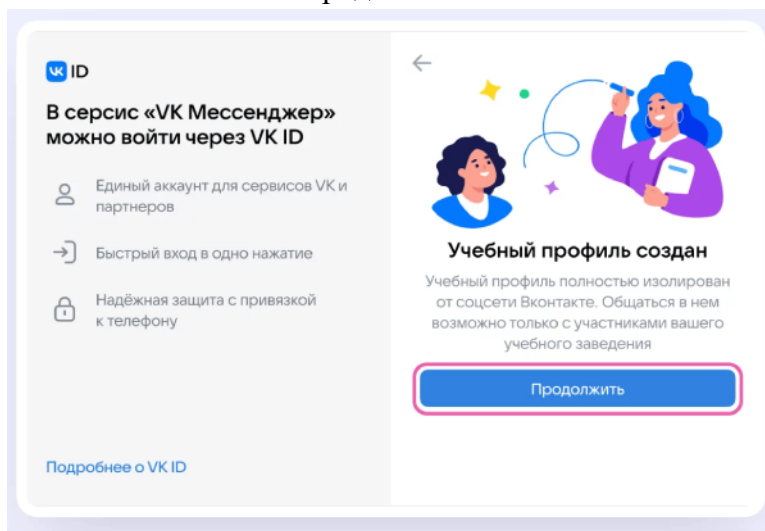 VK ID
В серсис «VK Мессенджер»
можно войти через VK ID
Единый аккаунт для сервисов VK и
партнеров
Быстрый вход в одно нажатие
Надёжная защита с привязкой
к телефону
Подробнее о VK ID
Учебный профиль создан
Учебный профиль полностью изолирован
от соцсети Вконтакте. Общаться в нем
возможно только с участниками вашего
учебного заведения
Продолжить